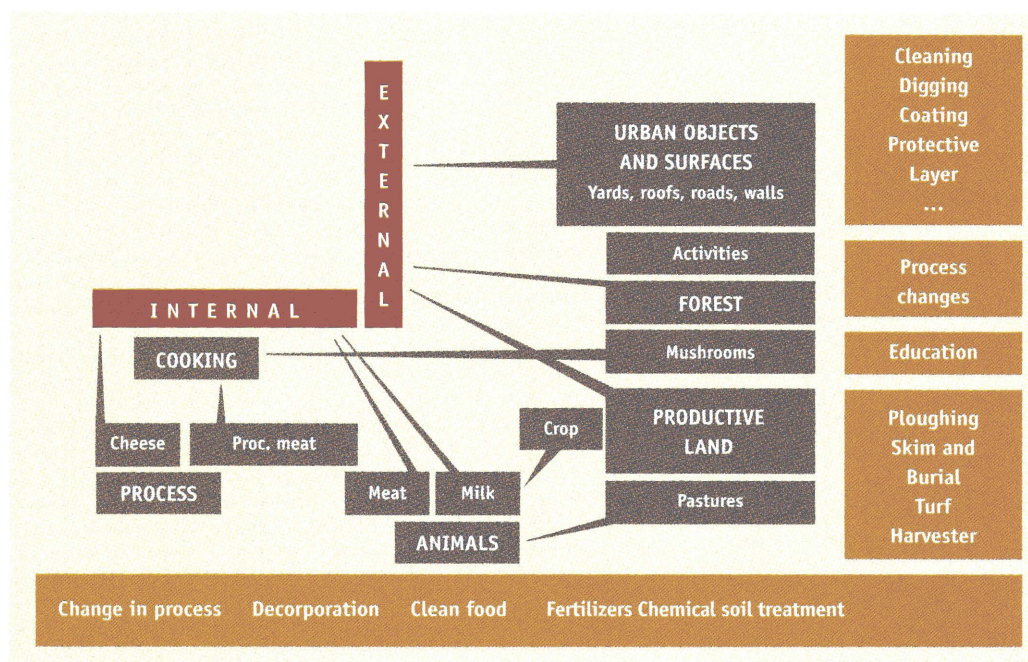 EXTERNAL
INTERNAL
URBAN OBJECTS
AND SURFACES
Yards, roofs, roads, walls
Activities
FOREST
Mushrooms
COOKING
Cheese
Proc. meat
PROCESS
Meat
Milk
Crop
ANIMALS
PRODUCTIVE
LAND
Pastures
Cleaning
Digging
Coating
Protective
Layer
...
Process
changes
Education
Ploughing
Skim and
Burial
Turf
Harvester
Change in process Decorporation Clean food Fertilizers Chemical soil treatment